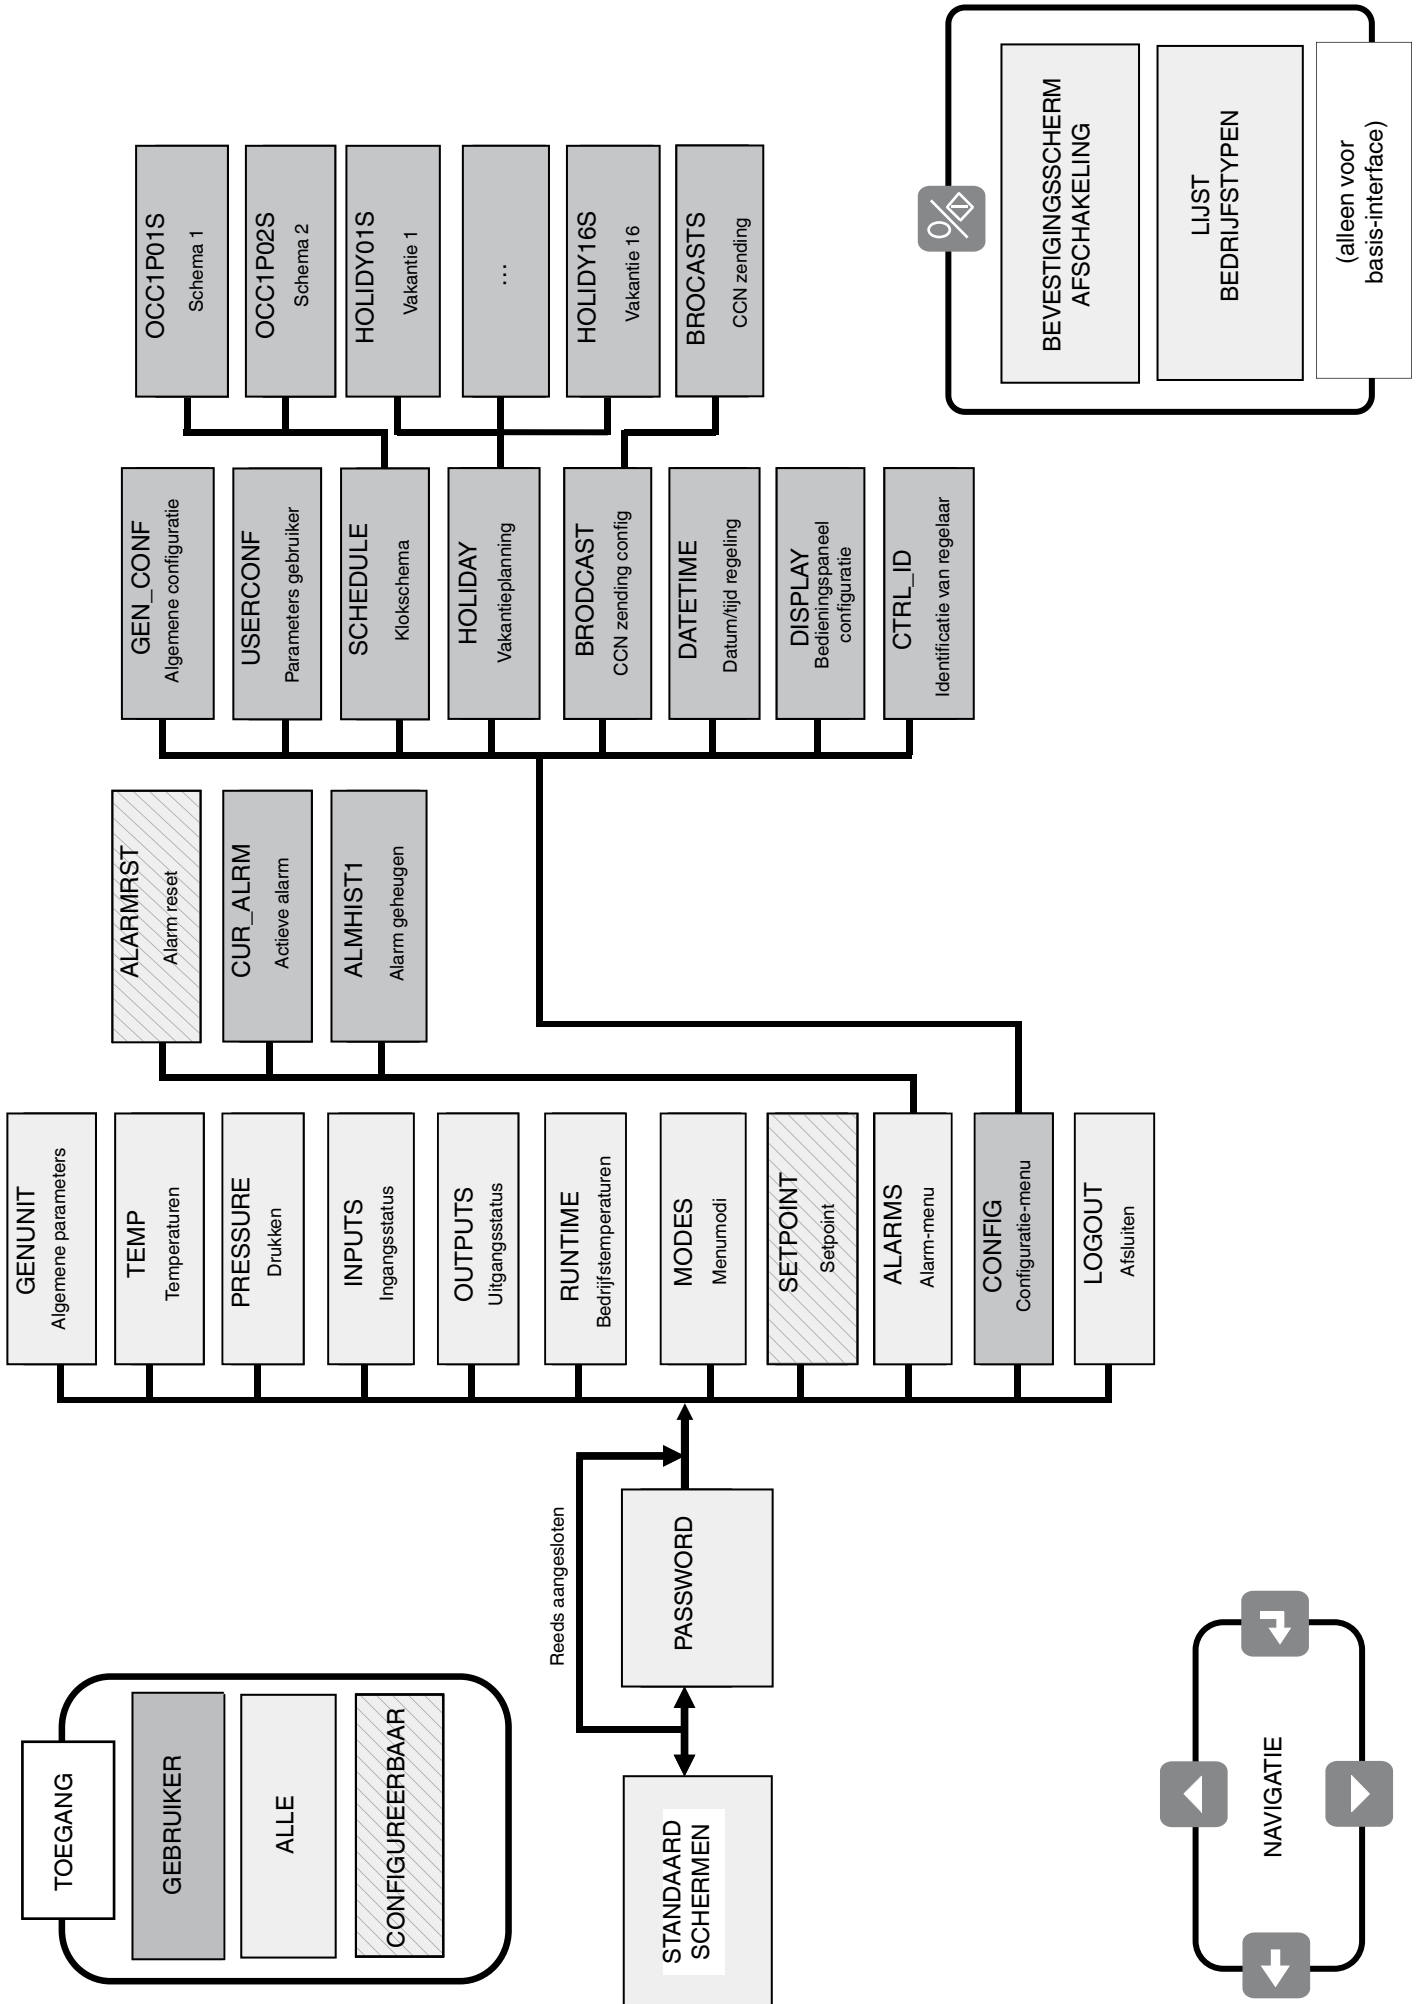 TOEGANG
GEBRUIKER
ALLE
CONFIGUREERBAAR
STANDAARD
SCHERMEN
Reeds aangesloten
PASSWORD
NAVIGATIE
GENUNIT
Algemene parameters
TEMP
Temperaturen
PRESSURE
Drukken
INPUTS
Ingangsstatus
OUTPUTS
Uitgangsstatus
RUNTIME
Bedrijfstemperaturen
MODES
Menumodi
SETPOINT
Setpoint
ALARMS
Alarm-menu
CONFIG
Configuratie-menu
LOGOUT
Afsluiten
ALARMRST
Alarm reset
CUR_ALRM
Actieve alarm
ALMHIST1
Alarm geheugen
GEN_CONF
Algemene configuratie
USERCONF
Parameters gebruiker
SCHEDULE
Klokschema
HOLIDAY
Vakantieplanning
BRODCAST
CCN zending config
DATETIME
Datum/tijd regeling
DISPLAY
Bedieningspaneel
configuratie
CTRL_ID
Identificatie van regelaar
OCC1P01S
Schema 1
OCC1P02S
Schema 2
HOLIDY01S
Vakantie 1
...
HOLIDY16S
Vakantie 16
BROCASTS
CCN zending
BEVESTIGINGSSCHERM
AFSCHAKELING
LIJST
BEDRIJFSTYPEN
(alleen voor
basis-interface)